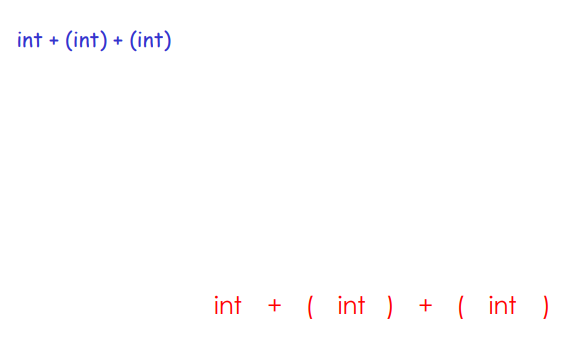 int + (int) + (int)
int + ( int ) + ( int )